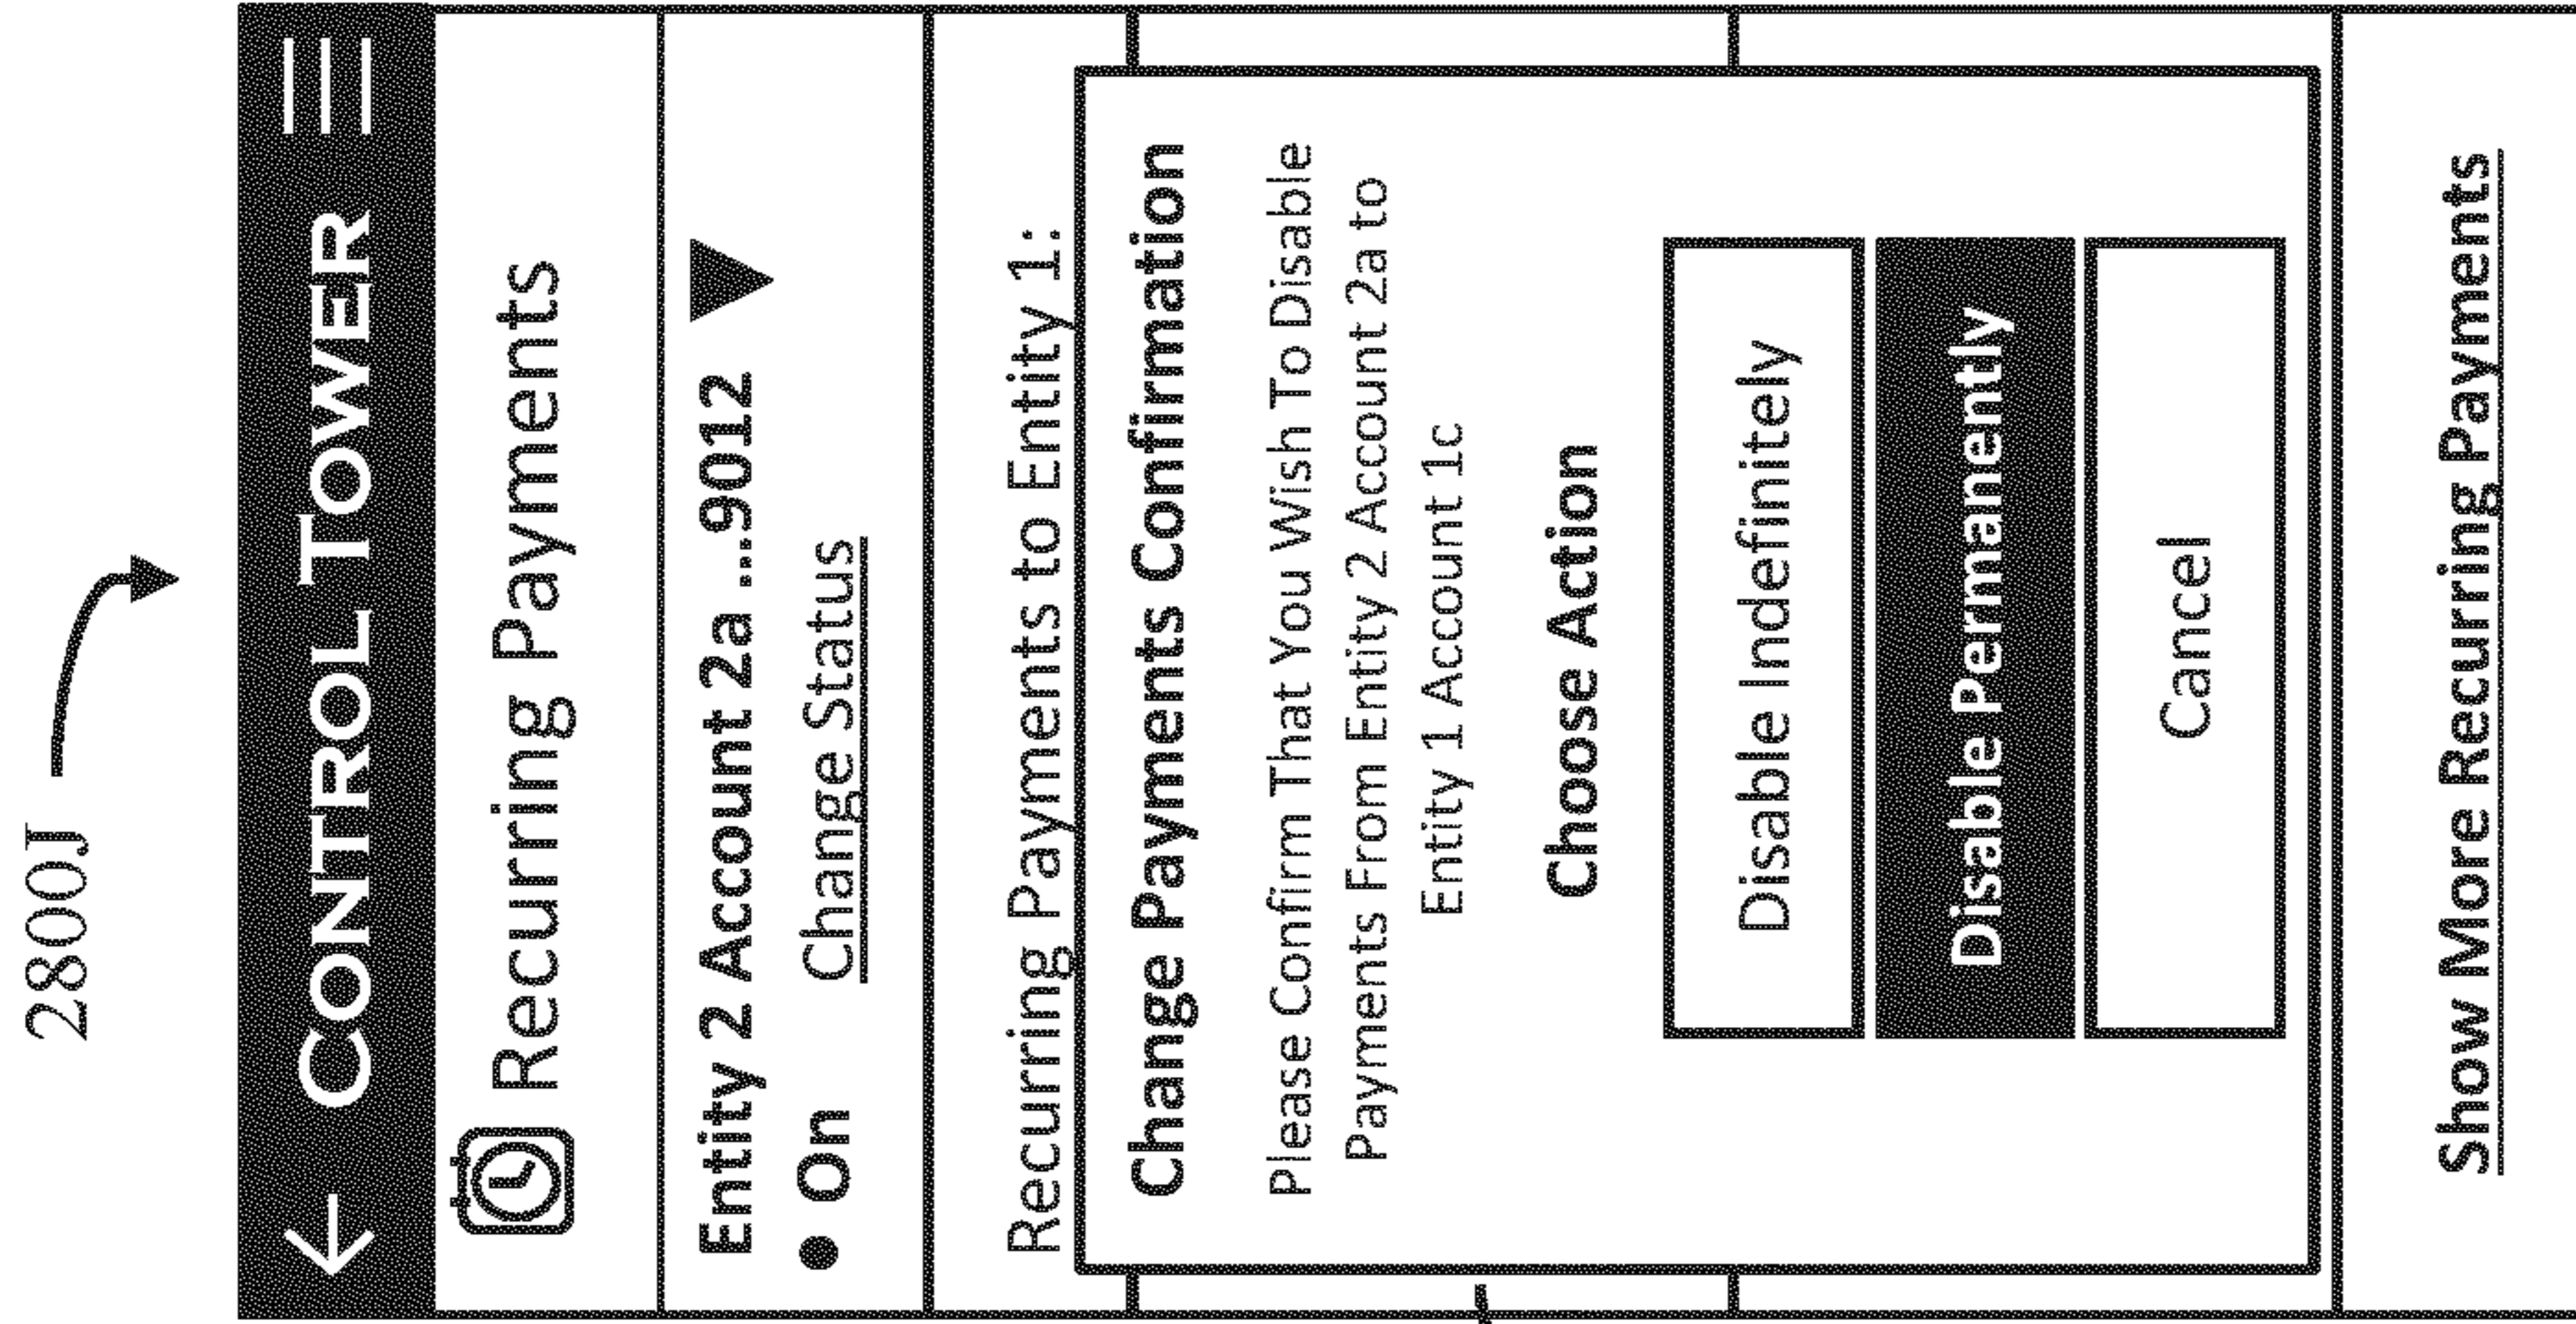 2800J
CONTROL TOWER
Recurring Payments
Entity 2 Account 2a ...9012
On Change Status
Recurring Payments to Entity 1:
Change Payments Confirmation
Please Confirm That You Wish To Disable
Payments From Entity 2 Account 2a to
Entity 1 Account 1c
Choose Action
Disable Indefinitely
Disable Permanently
Cancel
Show More Recurring Payments